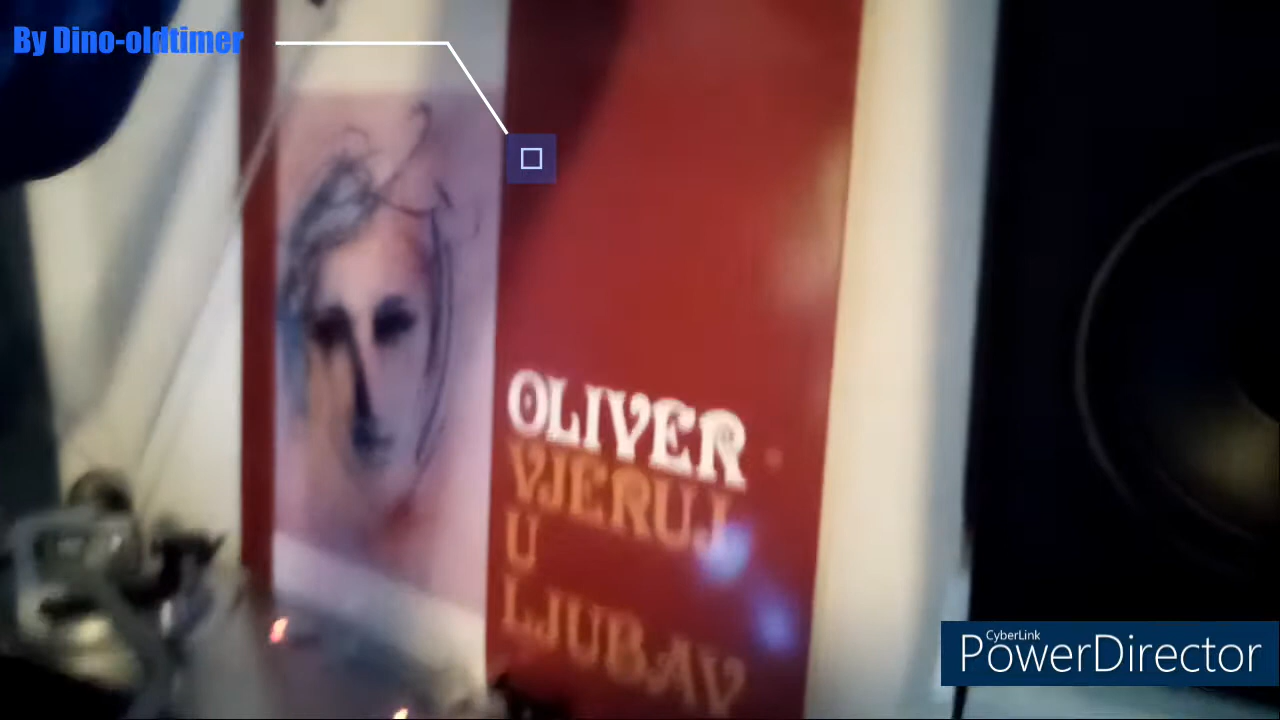 By Dino-oldtimer
OLIVER
VJERUJ
U
LJUBAV
CyberLink
PowerDirector